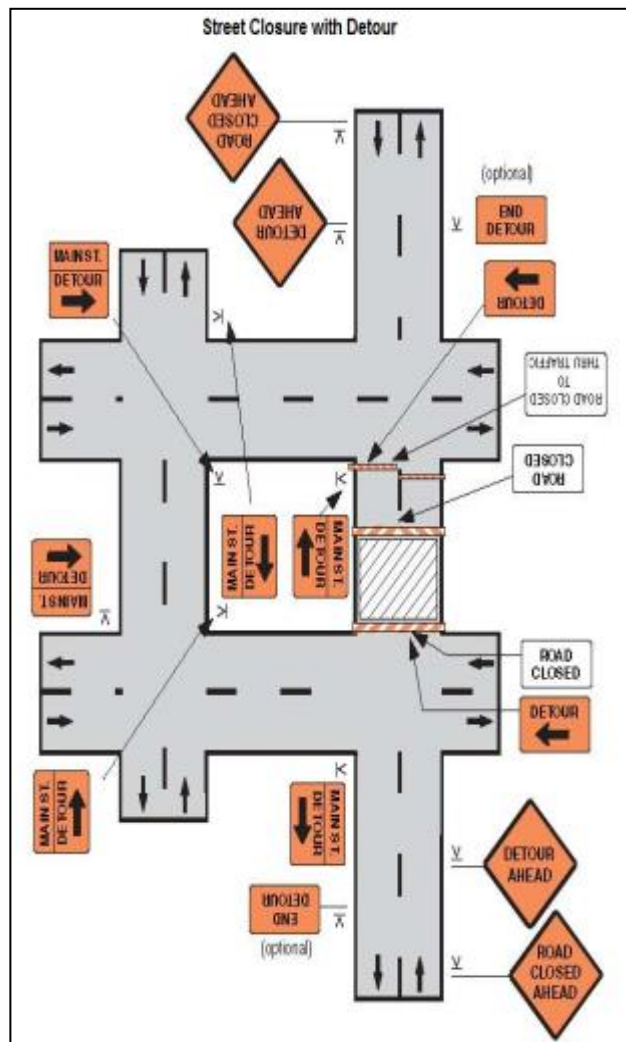 Street Closure with Detour
ROAD
CLOSED
AHEAD
DETOUR
AHEAD
(optional)
END
DETOUR
MAIN ST.
DETOUR
DETOUR
ROAD CLOSED
TO
THRU TRAFFIC
ROAD
CLOSED
MAIN ST.
DETOUR
MAIN ST.
DETOUR
MAIN ST.
DETOUR
ROAD
CLOSED
DETOUR
MAIN ST.
DETOUR
MAIN ST.
DETOUR
DETOUR
AHEAD
END
DETOUR
(optional)
ROAD
CLOSED
AHEAD